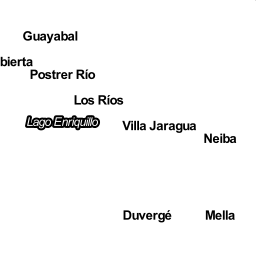 Guayabal
bierta
Postrer Río
Los Ríos
Lago Enriquillo
Villa Jaragua
Neiba
Duvergé
Mella